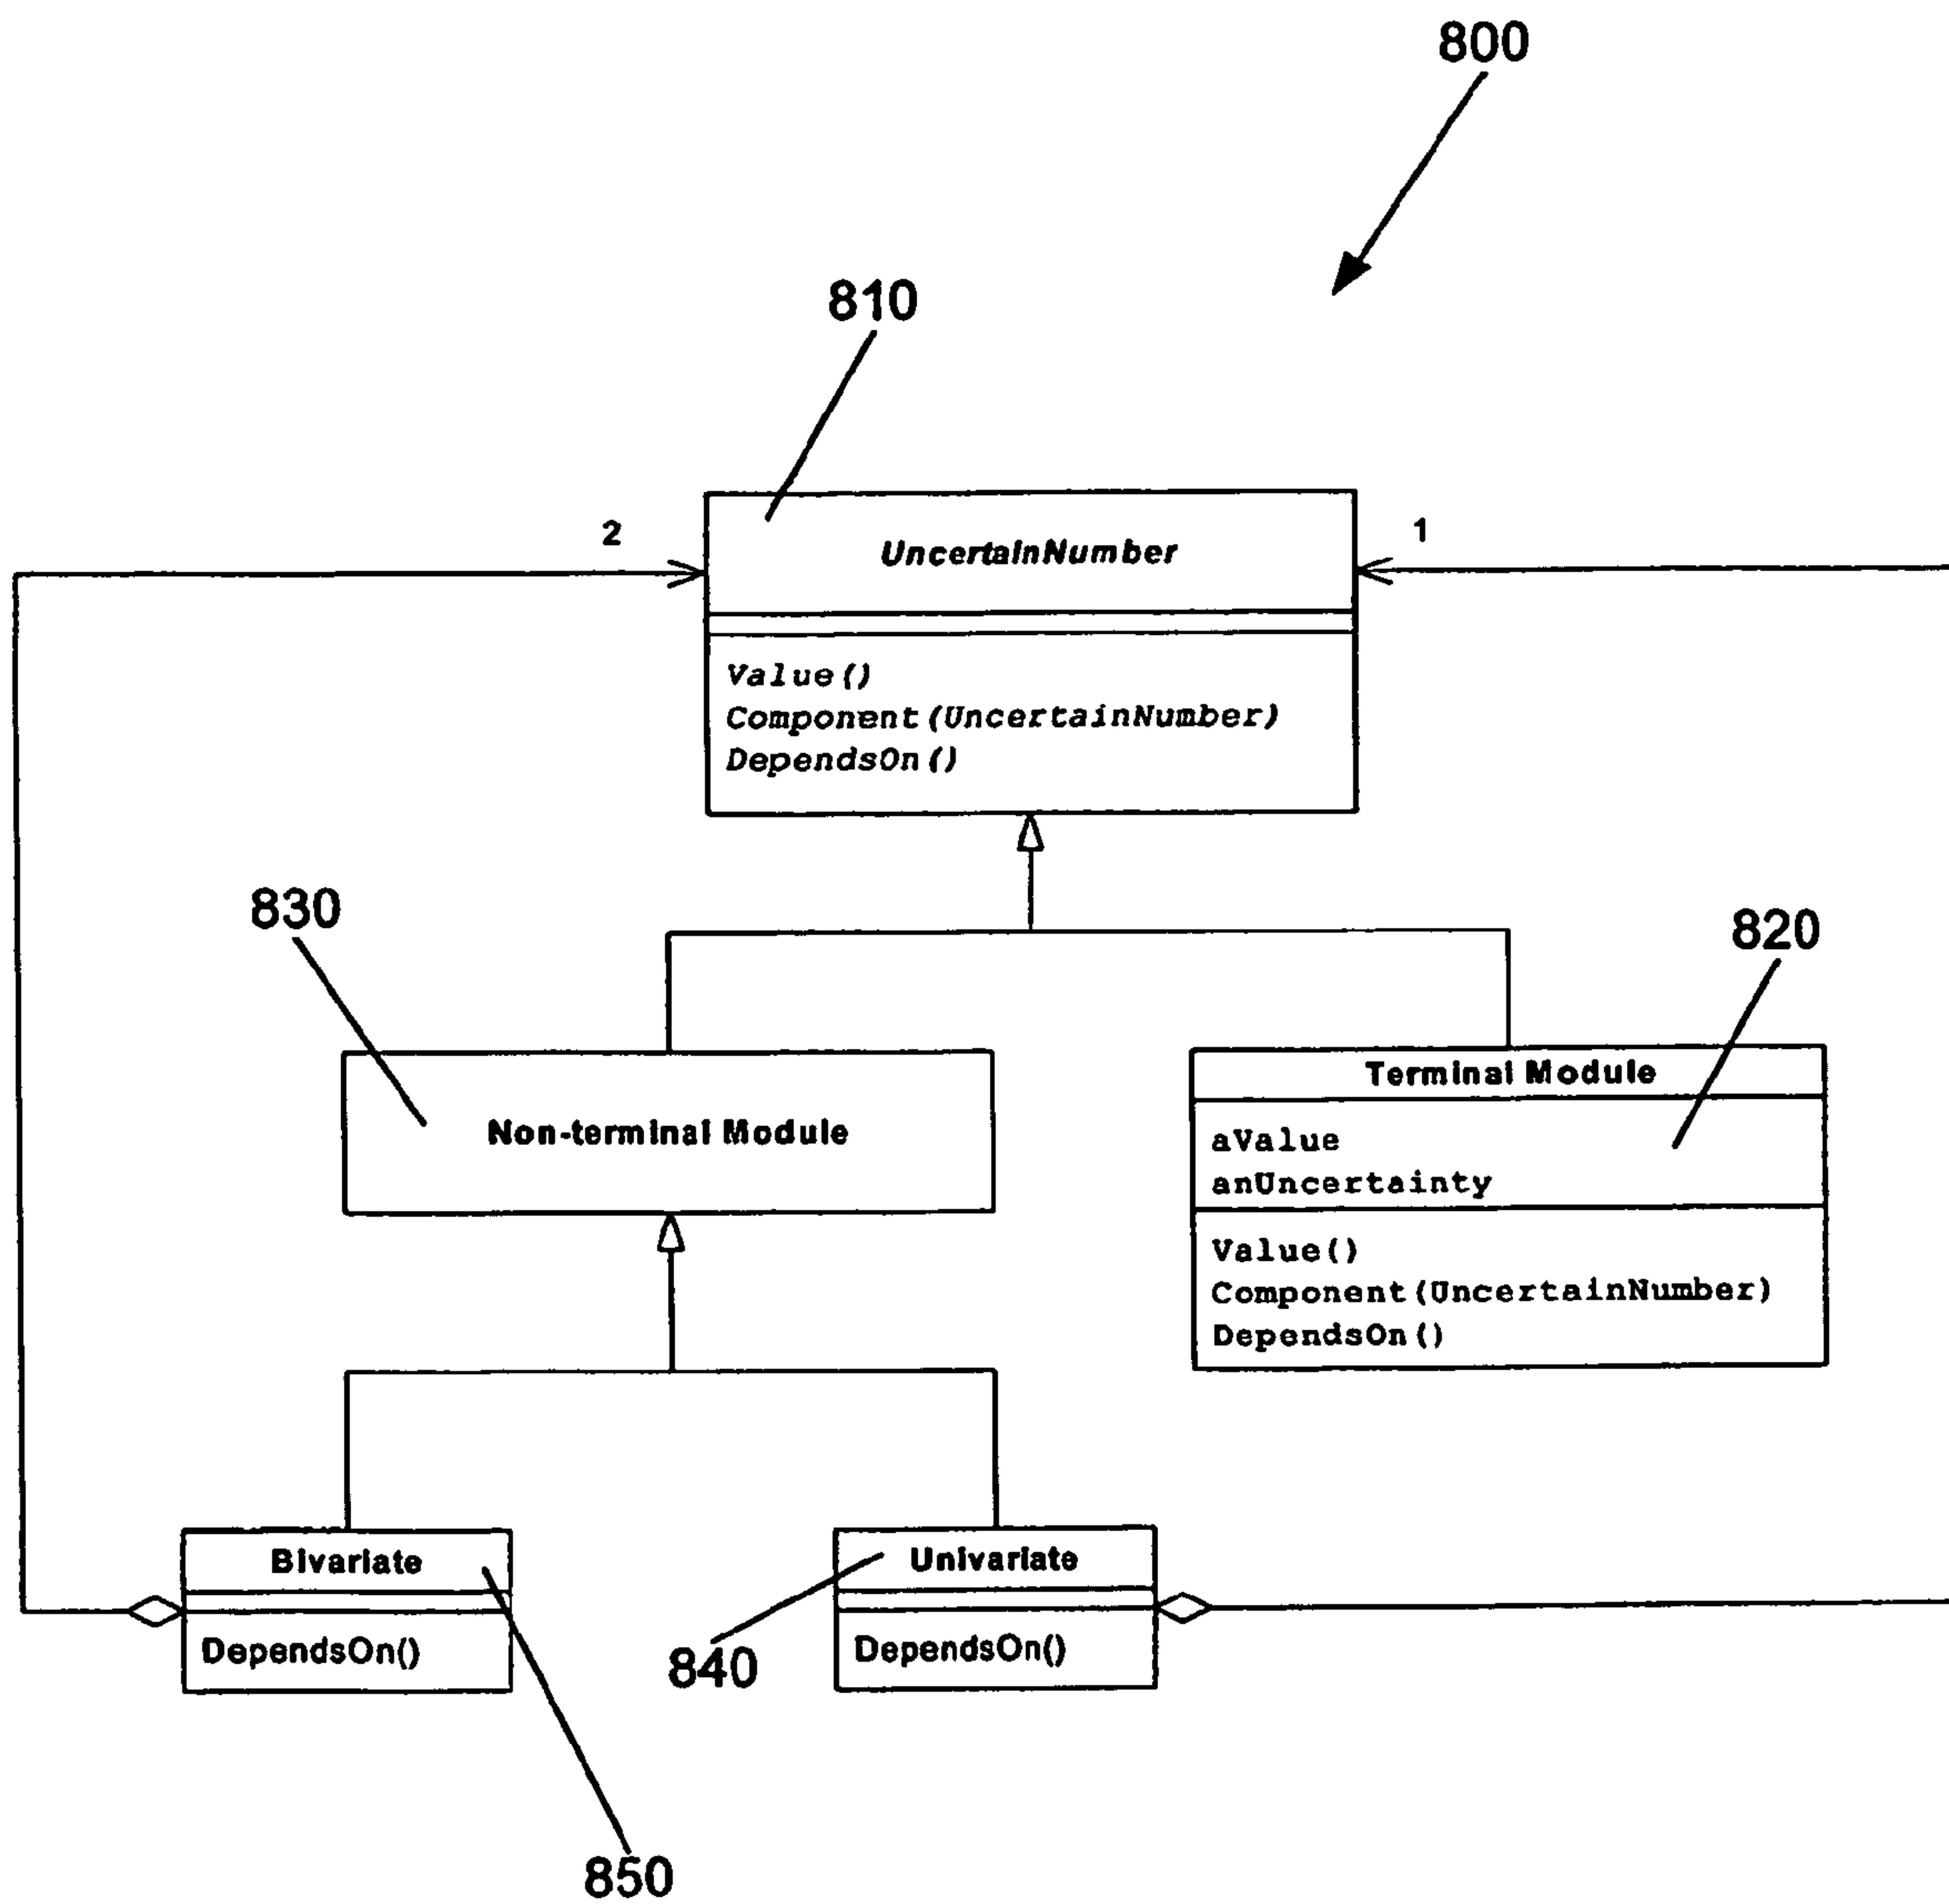 800
810
2
1
UncertainNumber
Value()
Component(UncertainNumber)
DependsOn()
830
820
Non-terminal Module
Terminal Module
aValue
anUncertainty
Value()
Component(UncertainNumber)
DependsOn()
Bivariate
DependsOn()
Univariate
DependsOn()
840
850